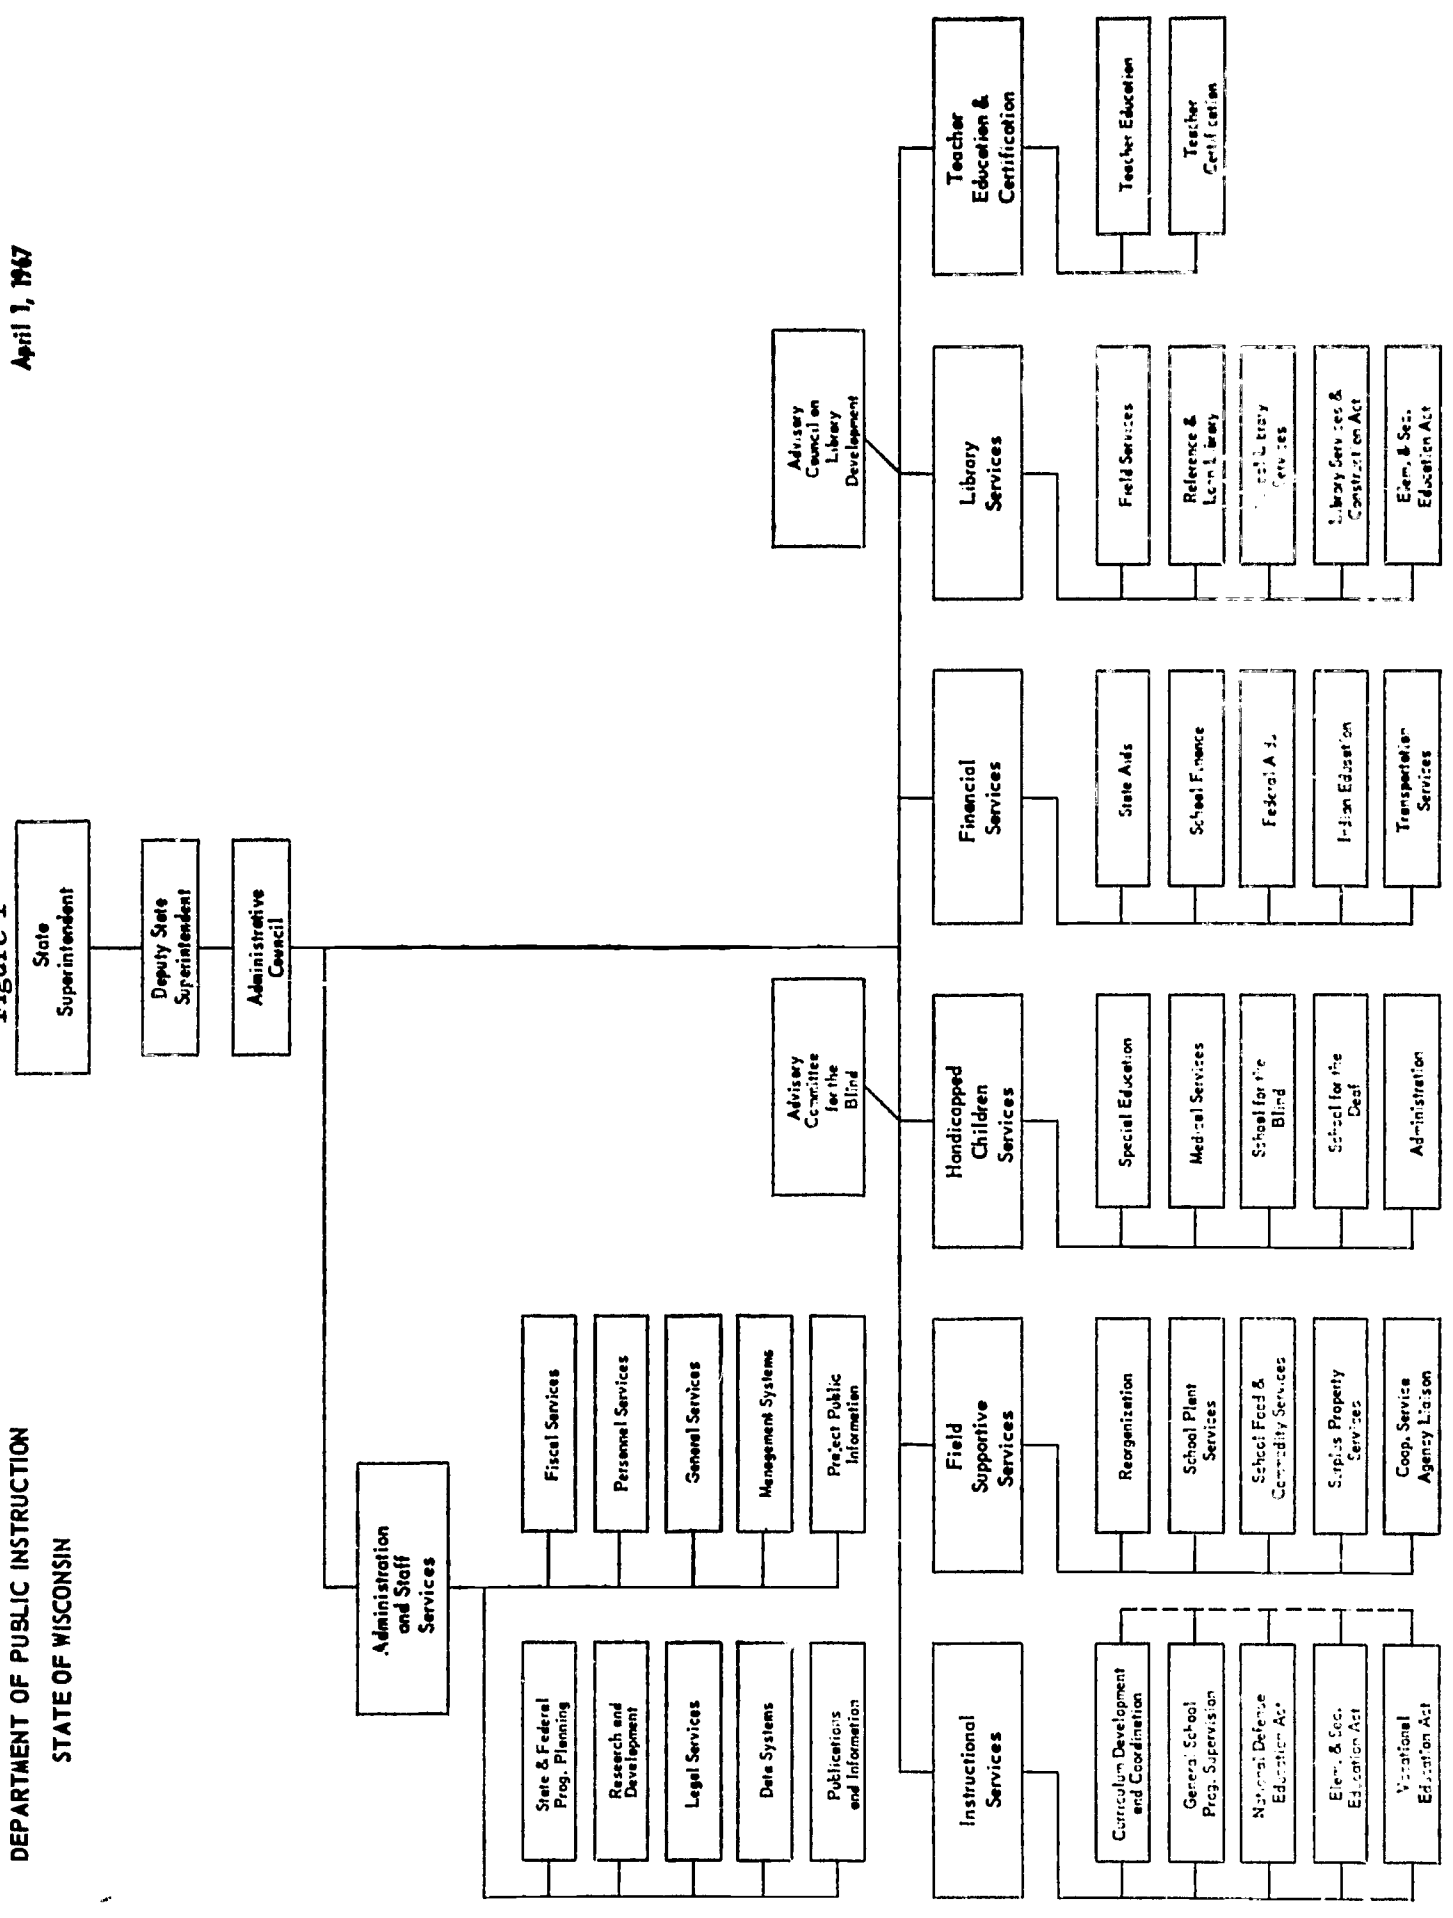 DEPARTMENT OF PUBLIC INSTRUCTION
STATE OF WISCONSIN
April 1, 1967
Figure 1
State
Superintendent
Deputy State
Superintendent
Administrative
Council
Administration
and Staff
Services
State & Federal
Prog. Planning
Research and
Development
Legal Services
Data Systems
Publications
and Information
Fiscal Services
Personnel Services
General Services
Management Systems
Project Public
Information
Advisory
Committee
for the
Blind
Advisory
Council on
Library
Development
Instructional
Services
Curriculum Development
and Coordination
General School
Prog. Supervision
National Defense
Education Act
Elem. & Sec.
Education Act
Vocational
Education Act
Field
Supportive
Services
Reorganization
School Plant
Services
School Food &
Commodity Services
Surplus Property
Services
Coop. Service
Agency Liaison
Handicapped
Children
Services
Special Education
Medical Services
School for the
Blind
School for the
Deaf
Administration
Financial
Services
State Aids
School Finance
Federal Aids
Indian Education
Transportation
Services
Library
Services
Field Services
Reference &
Loan Library
Library
Services
Library Services &
Construction Act
Elem. & Sec.
Education Act
Teacher
Education &
Certification
Teacher Education
Teacher
Certification